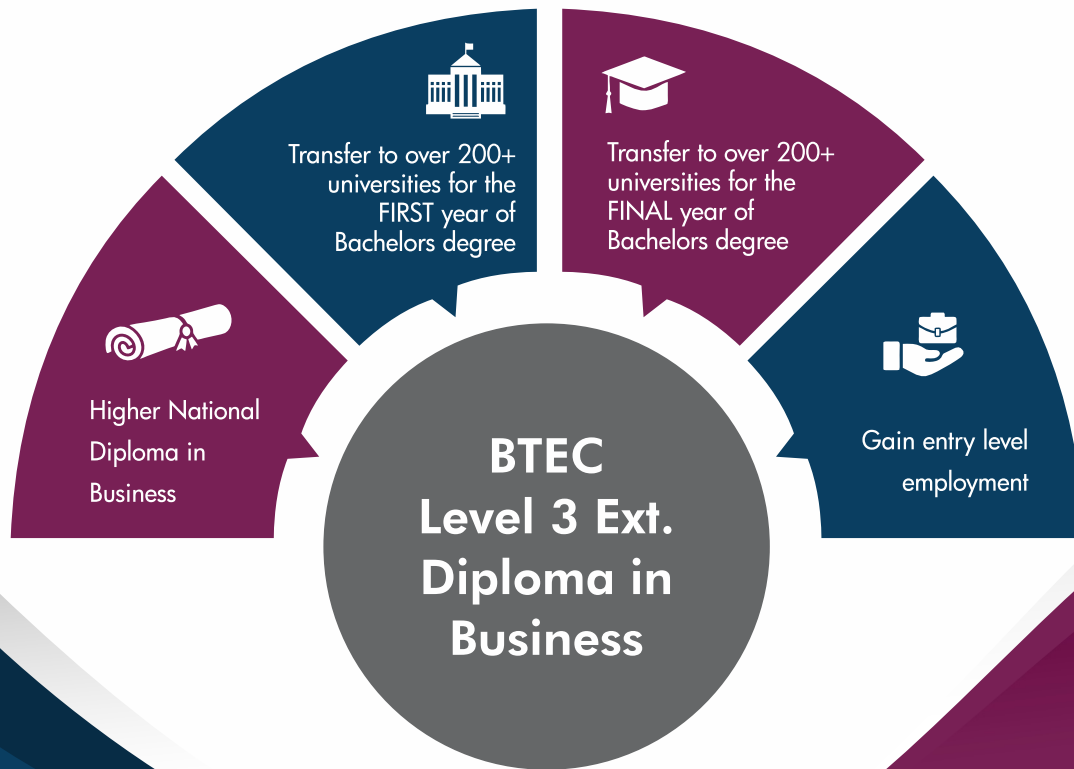 Transfer to over 200+
universities for the
FIRST year of
Bachelors degree
Transfer to over 200+
universities for the
FINAL year of
Bachelors degree
Higher National
Diploma in
Business
Gain entry level
employment
BTEC
Level 3 Ext.
Diploma in
Business